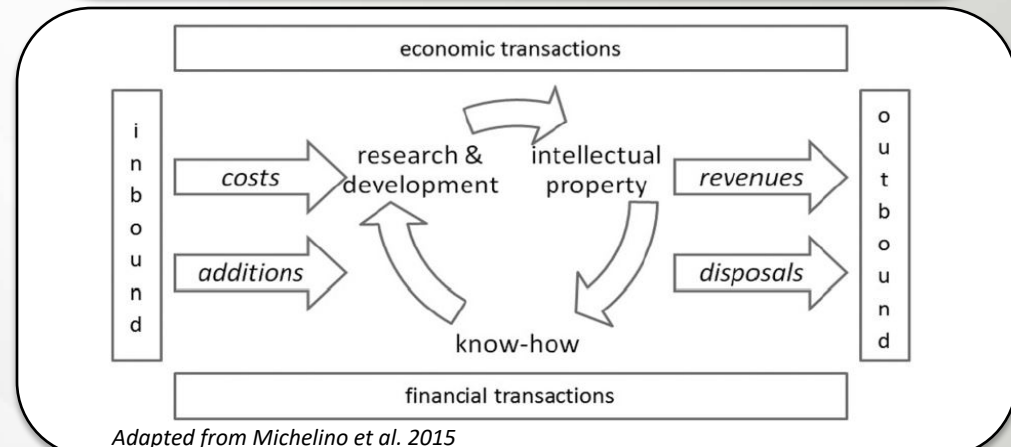 economic transactions
inbound
costs
additions
research &
development
intellectual
property
know-how
revenues
disposals
outbound
financial transactions
Adapted from Michelino et al. 2015